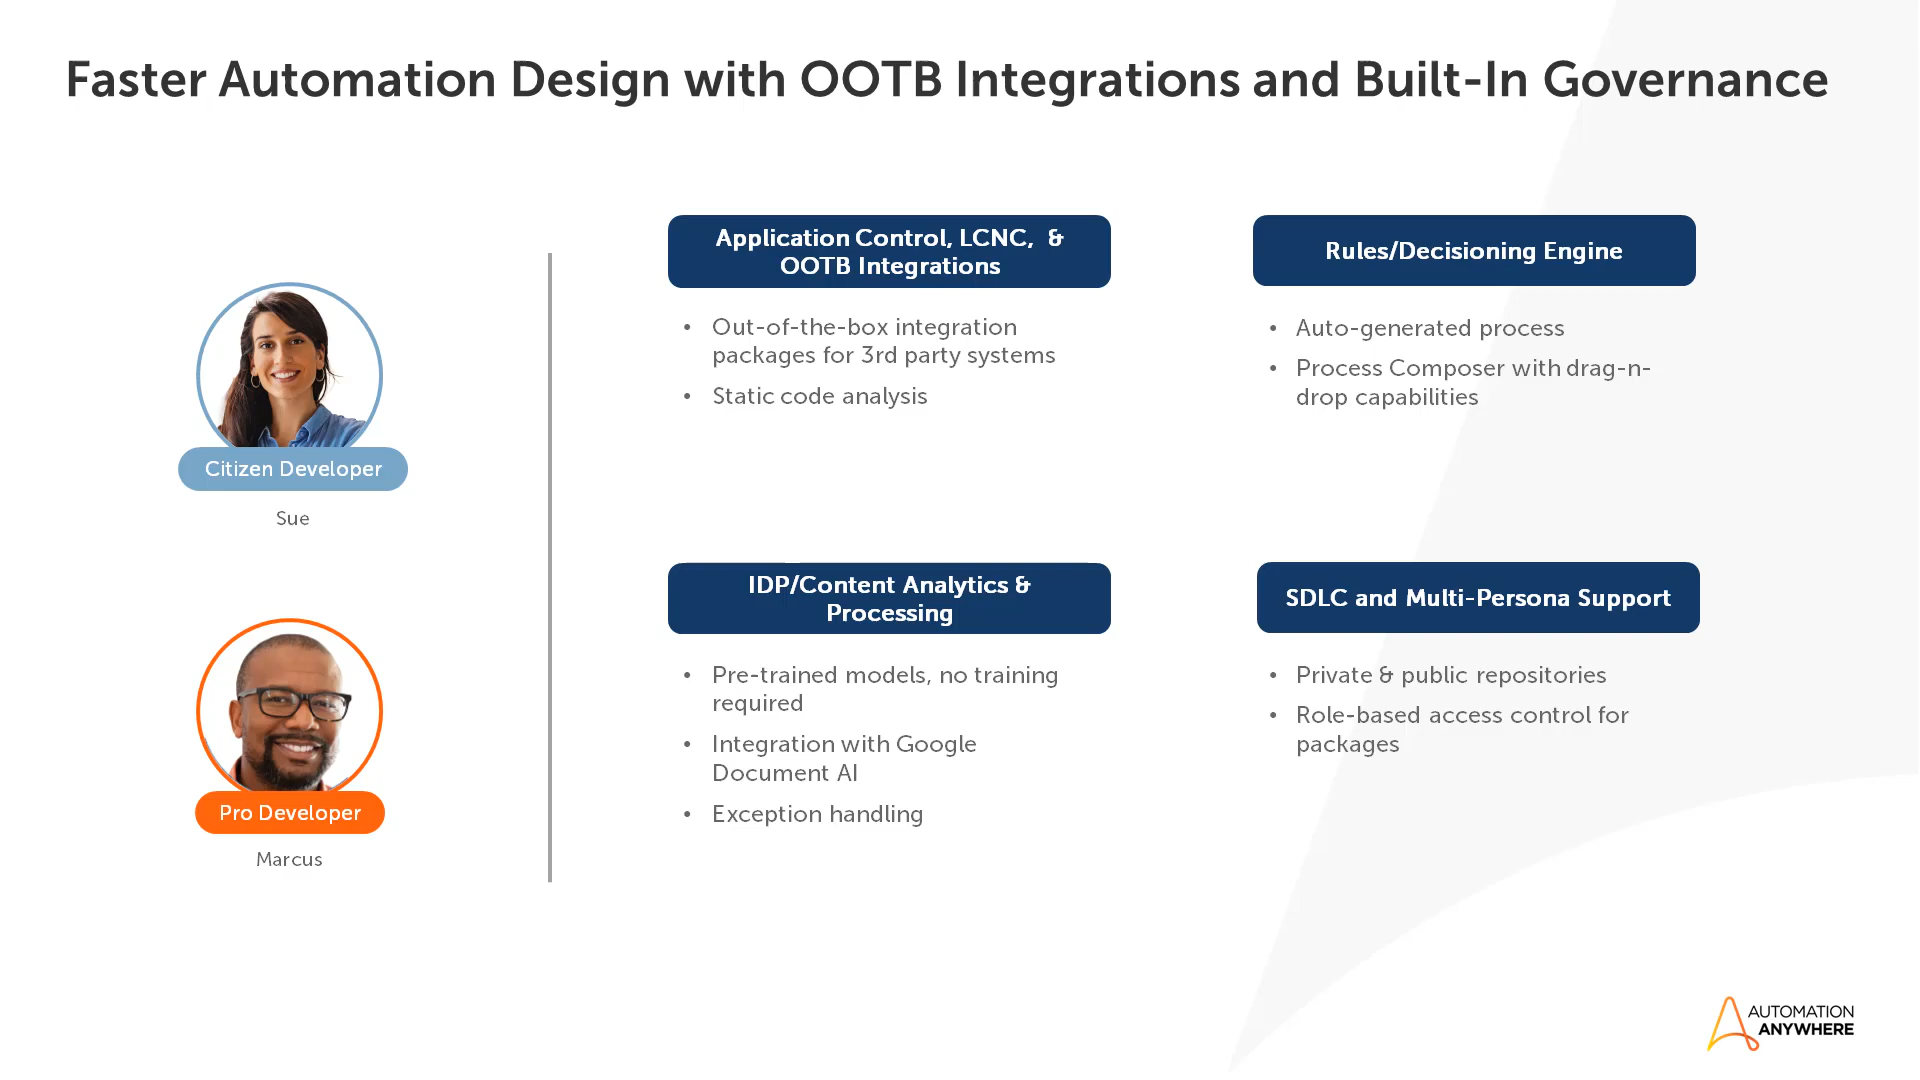 Faster Automation Design with OOTB Integrations and Built-In Governance
Citizen Developer
Sue
Pro Developer
Marcus
Application Control, LCNC, &
OOTB Integrations
• Out-of-the-box integration
packages for 3rd party systems
• Static code analysis
Rules/Decisioning Engine
• Auto-generated process
• Process Composer with drag-n-
drop capabilities
IDP/Content Analytics &
Processing
• Pre-trained models, no training
required
• Integration with Google
Document AI
• Exception handling
SDLC and Multi-Persona Support
• Private & public repositories
• Role-based access control for
packages
AUTOMATION
ANYWHERE